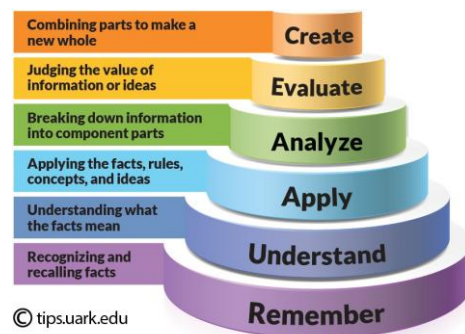 Combining parts to make a
new whole
Create
Judging the value of
information or ideas
Evaluate
Breaking down information
into component parts
Analyze
Applying the facts, rules,
concepts, and ideas
Apply
Understanding what
the facts mean
Understand
Recognizing and
recalling facts
Remember
© tips.uark.edu